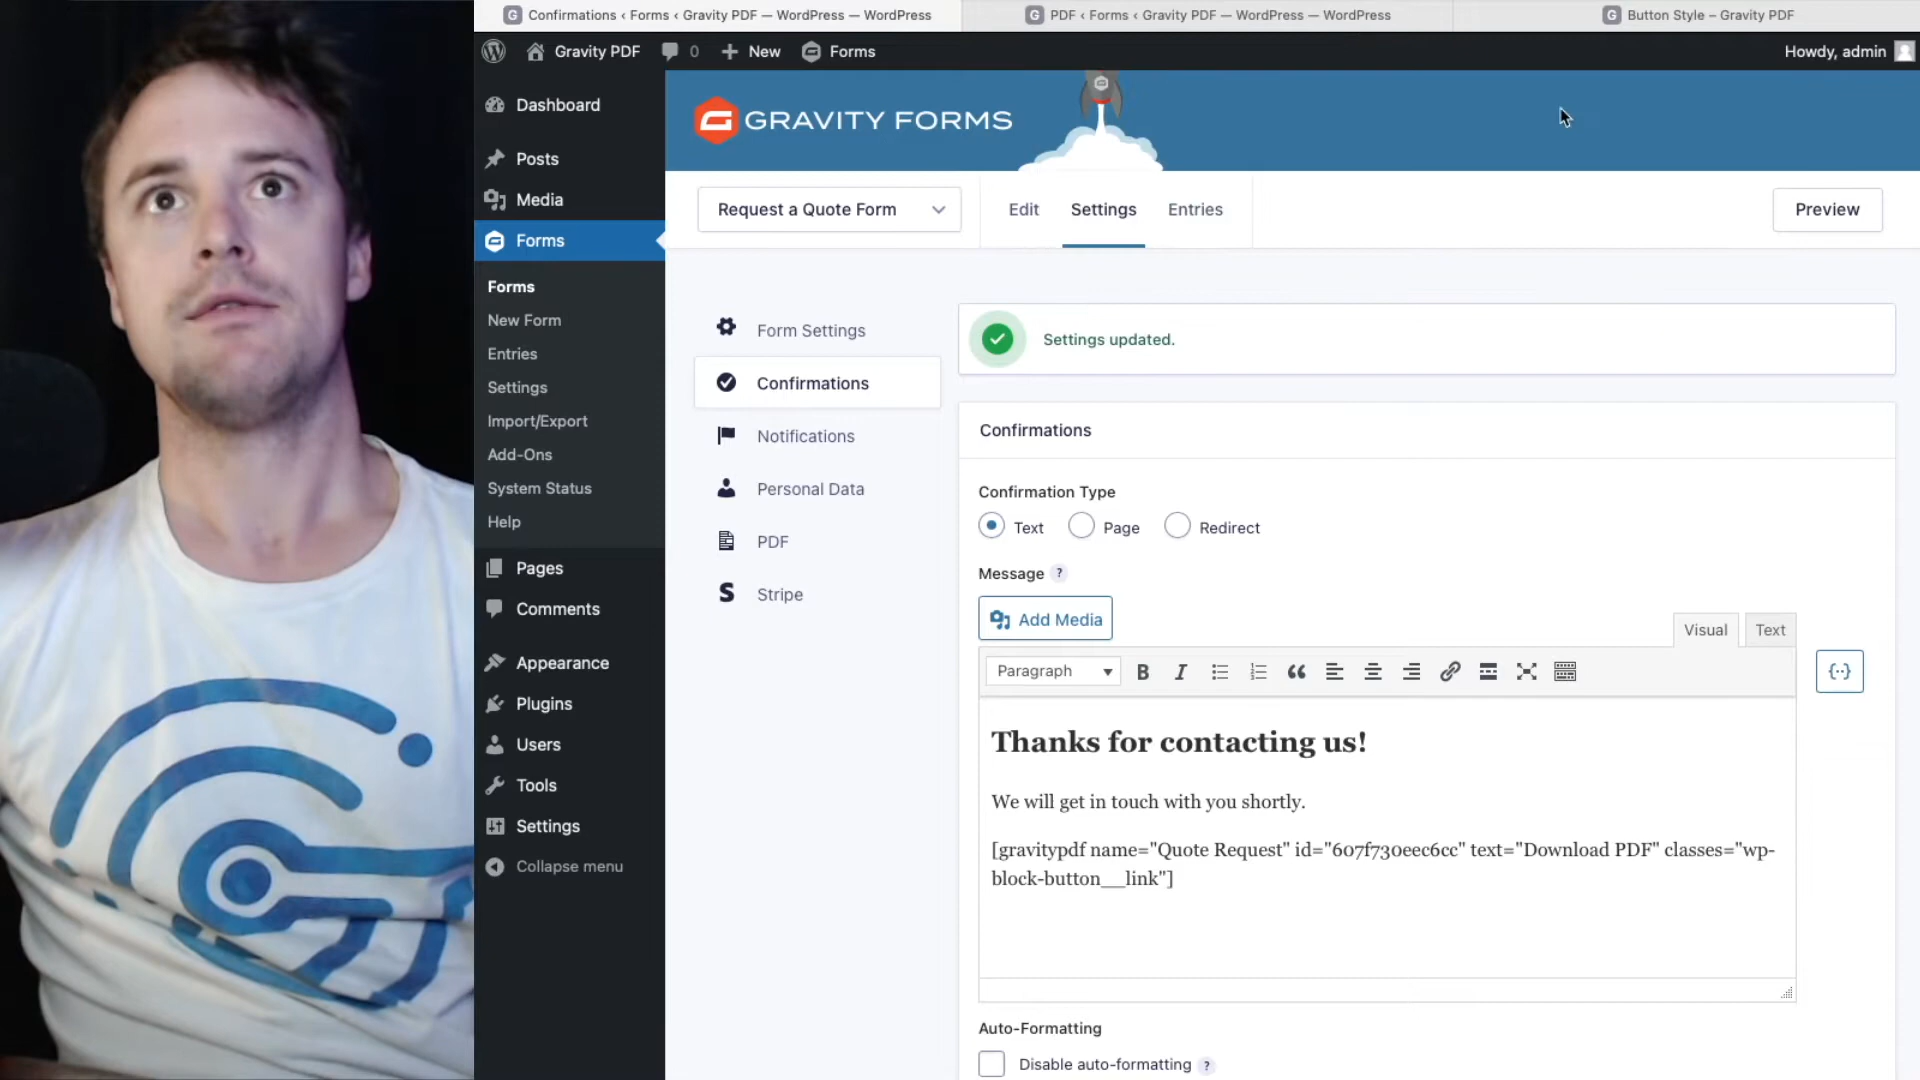 Confirmations ‹ Forms ‹ Gravity PDF — WordPress — WordPress
PDF ‹ Forms ‹ Gravity PDF — WordPress — WordPress
Button Style – Gravity PDF
Gravity PDF
0
New
Forms
Howdy, admin
Dashboard
Posts
Media
Forms
Forms
New Form
Entries
Settings
Import/Export
Add-Ons
System Status
Help
Pages
Comments
Appearance
Plugins
Users
Tools
Settings
Collapse menu
GRAVITY FORMS
Request a Quote Form
Edit
Settings
Entries
Preview
Form Settings
Confirmations
Notifications
Personal Data
PDF
Stripe
Settings updated.
Confirmations
Confirmation Type
Text
Page
Redirect
Message ?
Add Media
Visual
Text
Paragraph
B
I
{··}
Thanks for contacting us!
We will get in touch with you shortly.
[gravitypdf name="Quote Request" id="607f730eec6cc" text="Download PDF" classes="wp-
block-button__link"]
Auto-Formatting
Disable auto-formatting ?